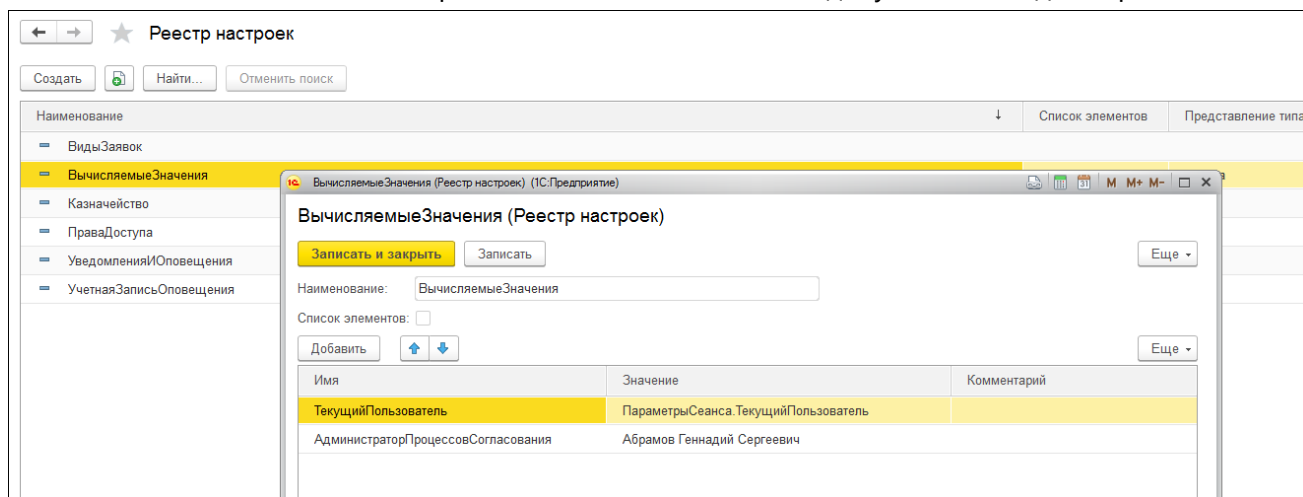 Реестр настроек
Создать Найти... Отменить поиск
Наименование ↓ Список элементов Представление типа
ВидыЗаявок
ВычисляемыеЗначения
Казначейство
ПраваДоступа
УведомленияИОповещения
УчетнаяЗаписьОповещения
1С ВычисляемыеЗначения (Реестр настроек) (1С:Предприятие) 31 M M+ M-
ВычисляемыеЗначения (Реестр настроек)
Записать и закрыть Записать Еще
Наименование: ВычисляемыеЗначения
Список элементов:
Добавить Еще
Имя Значение Комментарий
ТекущийПользователь ПараметрыСеанса.ТекущийПользователь
АдминистраторПроцессовСогласования Абрамов Геннадий Сергеевич